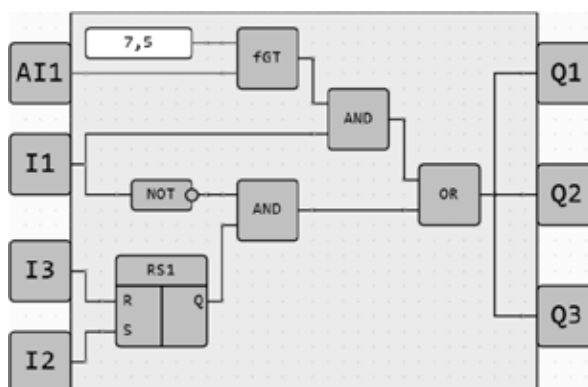 7,5
fGT
AI1
Q1
AND
I1
NOT
AND
OR
Q2
I3
RS1
R
Q
S
Q3
I2